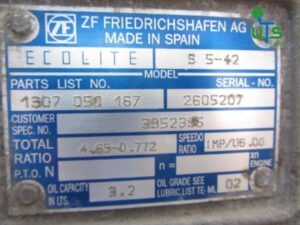 ZF FRIEDRICHSHAFEN AG
MADE IN SPAIN
ECOLITE S 5-42
MODEL
PARTS LIST NO. SERIAL-NO.
1307 050 167 2605207
CUSTOMER SPEC. NO. 3952395
TOTAL RATIO 4.65-0.772 SPEEDO RATIO IMP/U6.00
P.T.O. N n =
OIL CAPACITY IN LTS. 3.2 OIL GRADE SEE LUBRIC. LIST TE-ML 02